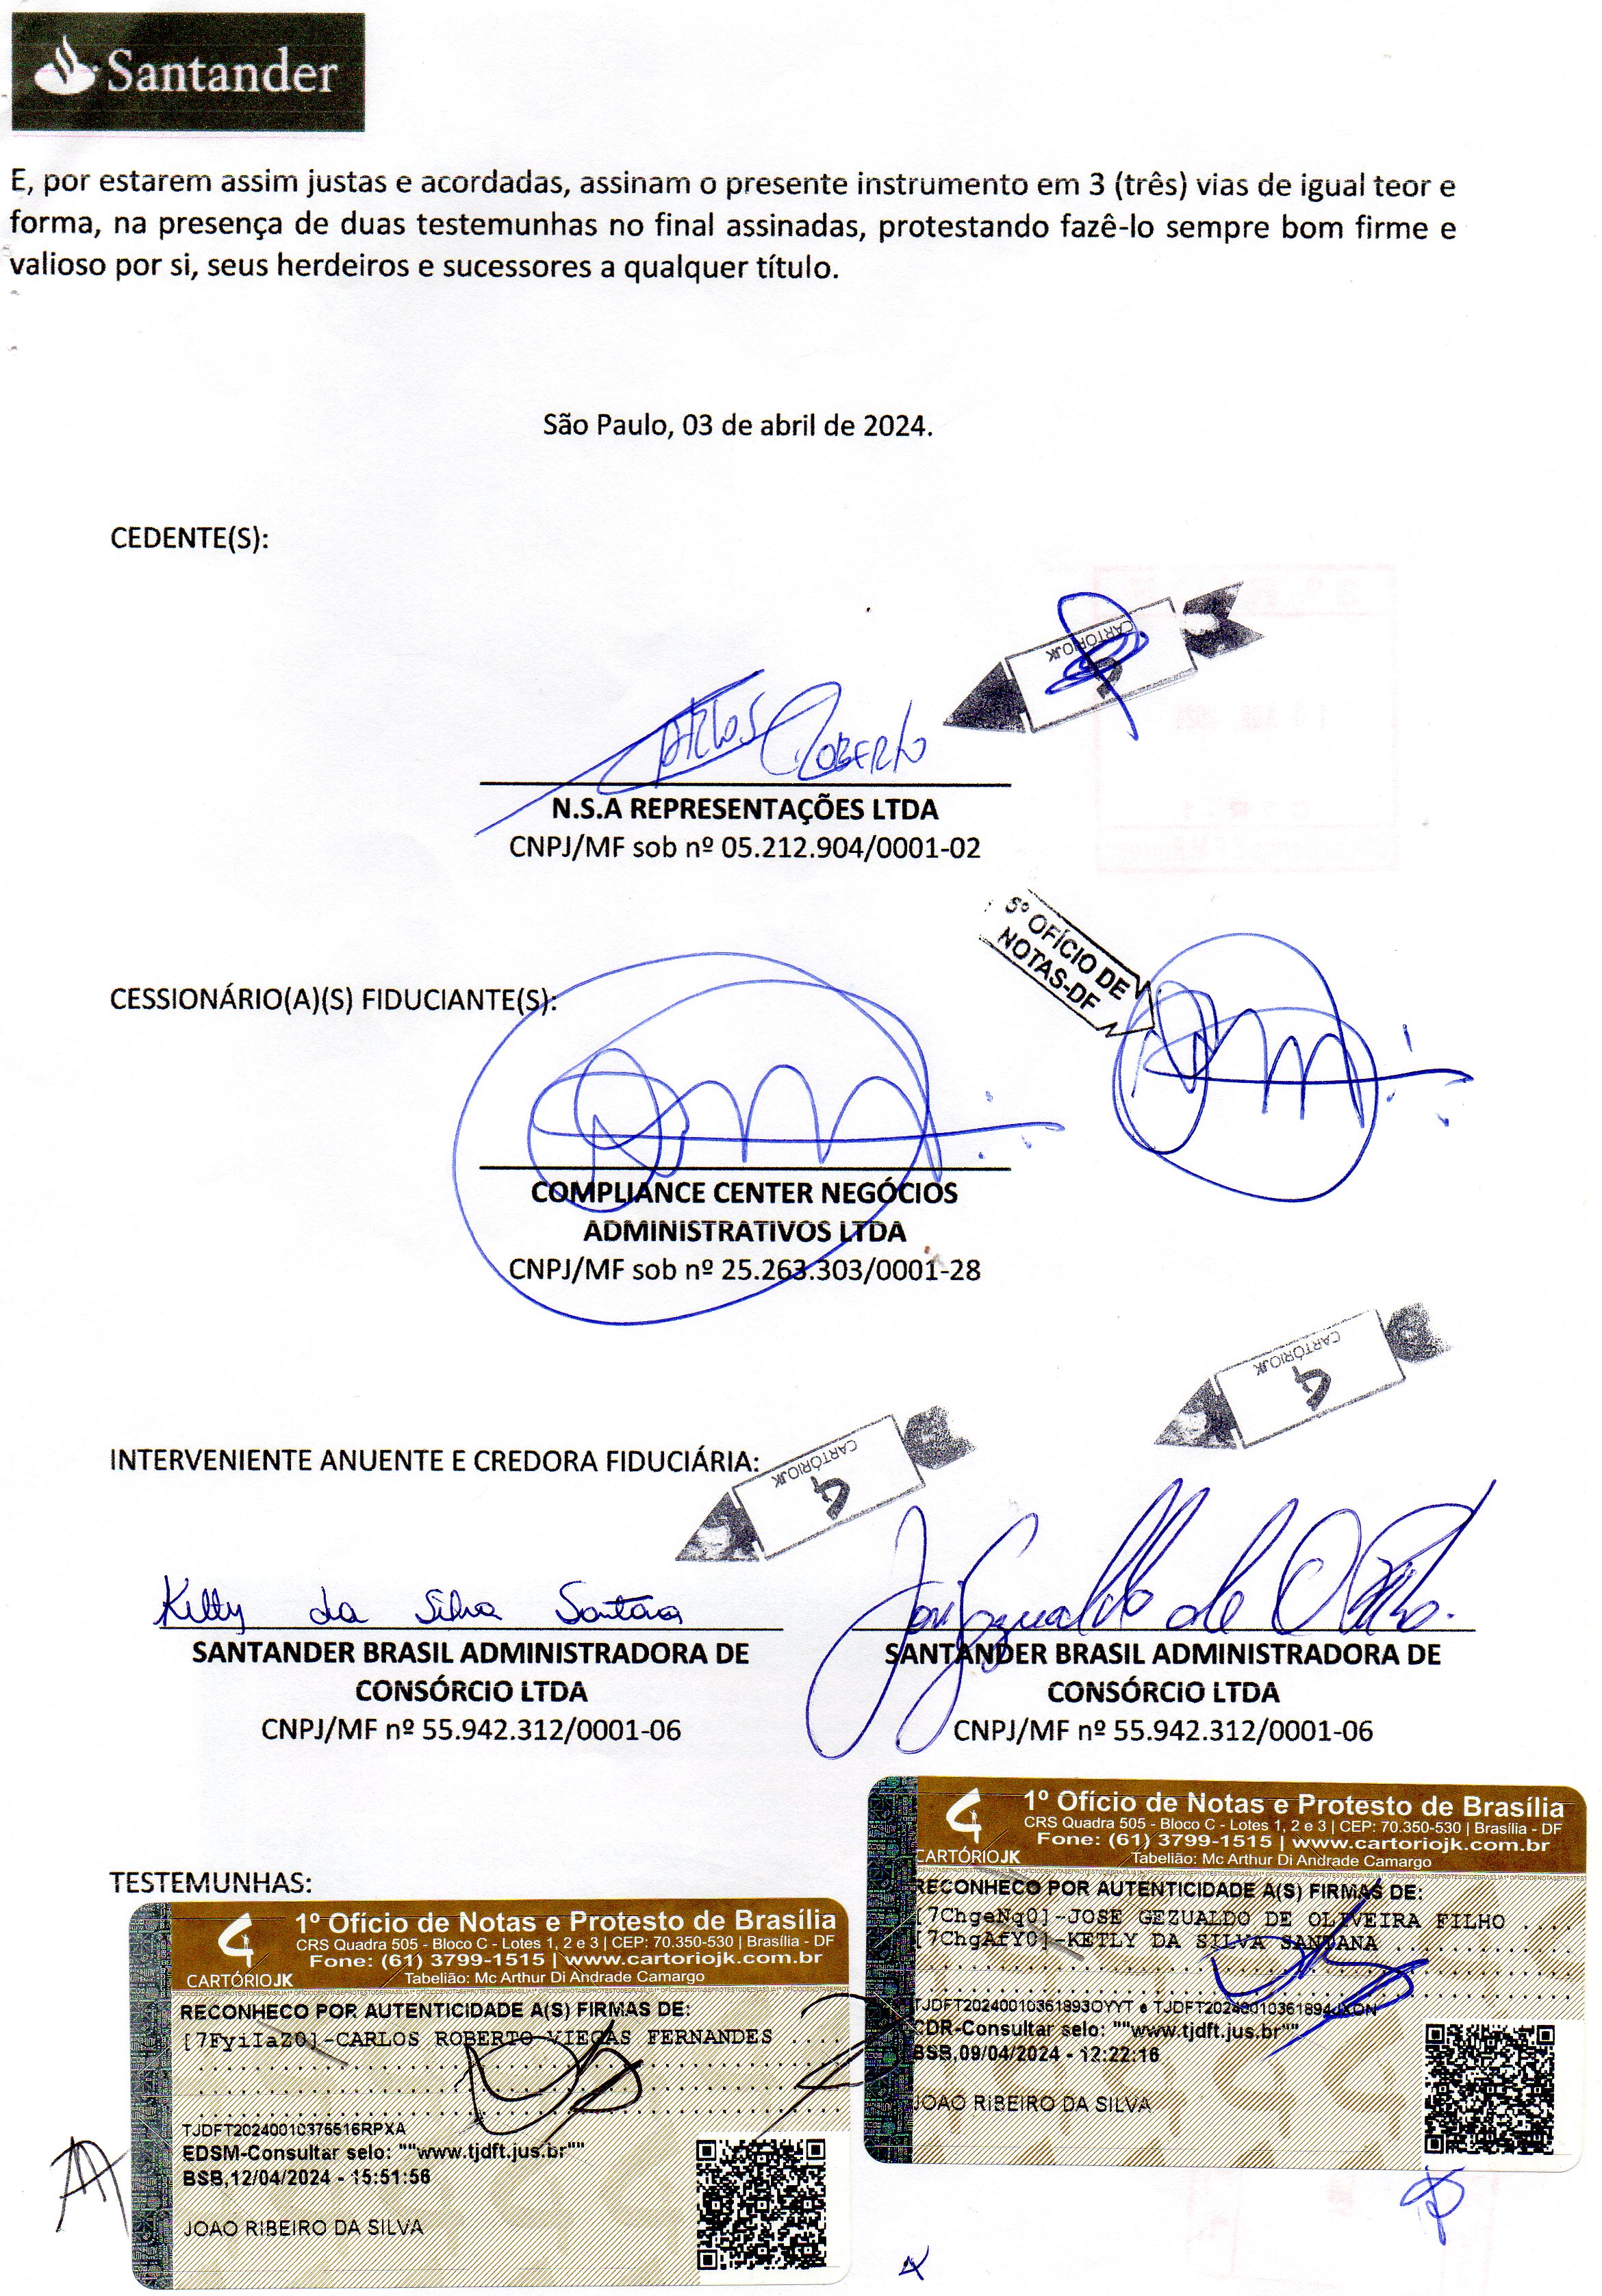 Santander
E, por estarem assim justas e acordadas, assinam o presente instrumento em 3 (três) vias de igual teor e
forma, na presença de duas testemunhas no final assinadas, protestando fazê-lo sempre bom firme e
valioso por si, seus herdeiros e sucessores a qualquer título.
São Paulo, 03 de abril de 2024.
CEDENTE(S):
CARTÓRIOJK
Carlos Roberto
N.S.A REPRESENTAÇÕES LTDA
CNPJ/MF sob nº 05.212.904/0001-02
5º OFÍCIO DE
NOTAS-DF
CESSIONÁRIO(A)(S) FIDUCIANTE(S):
COMPLIANCE CENTER NEGÓCIOS
ADMINISTRATIVOS LTDA
CNPJ/MF sob nº 25.263.303/0001-28
CARTÓRIOJK
INTERVENIENTE ANUENTE E CREDORA FIDUCIÁRIA:
CARTÓRIOJK
Ketly da Silva Santana
SANTANDER BRASIL ADMINISTRADORA DE
CONSÓRCIO LTDA
CNPJ/MF nº 55.942.312/0001-06
SANTANDER BRASIL ADMINISTRADORA DE
CONSÓRCIO LTDA
CNPJ/MF nº 55.942.312/0001-06
TESTEMUNHAS:
CARTÓRIOJK
1º Ofício de Notas e Protesto de Brasília
CRS Quadra 505 - Bloco C - Lotes 1, 2 e 3 | CEP: 70.350-530 | Brasília - DF
Fone: (61) 3799-1515 | www.cartoriojk.com.br
Tabelião: Mc Arthur Di Andrade Camargo
RECONHECO POR AUTENTICIDADE A(S) FIRMAS DE:
[7ChgeNq0]-JOSE GEZUALDO DE OLIVEIRA FILHO ....
[7ChgAfY0]-KETLY DA SILVA SANTANA
TJDFT20240010361893OYYT e TJDFT20240010361894JXON
CDR-Consultar selo: ""www.tjdft.jus.br""
BSB,09/04/2024 - 12:22:16
JOAO RIBEIRO DA SILVA
CARTÓRIOJK
1º Ofício de Notas e Protesto de Brasília
CRS Quadra 505 - Bloco C - Lotes 1, 2 e 3 | CEP: 70.350-530 | Brasília - DF
Fone: (61) 3799-1515 | www.cartoriojk.com.br
Tabelião: Mc Arthur Di Andrade Camargo
RECONHECO POR AUTENTICIDADE A(S) FIRMAS DE:
[7FyiIaZ0]-CARLOS ROBERTO VIEGAS FERNANDES ....
TJDFT20240010375516RPXA
EDSM-Consultar selo: ""www.tjdft.jus.br""
BSB,12/04/2024 - 15:51:56
JOAO RIBEIRO DA SILVA